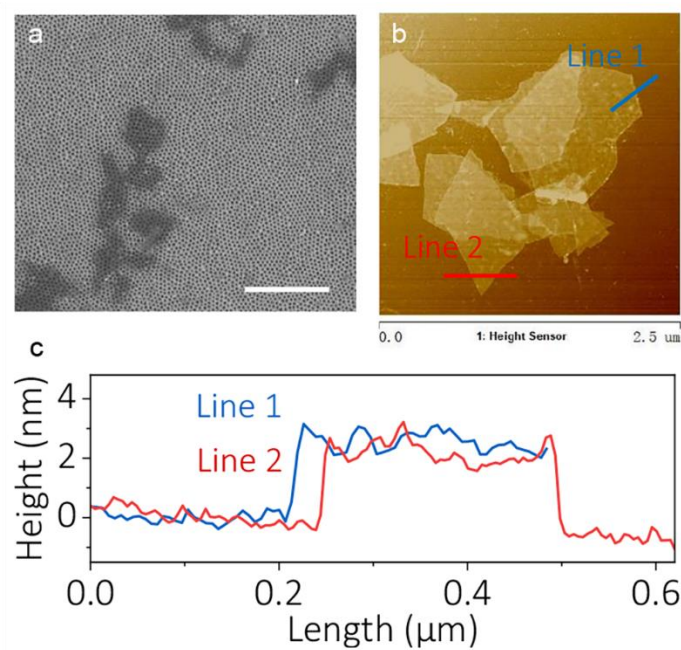 a
b
Line 1
Line 2
0.0
1: Height Sensor
2.5 um
c
Height (nm)
4
2
0
Line 1
Line 2
0.0
0.2
0.4
0.6
Length (μm)